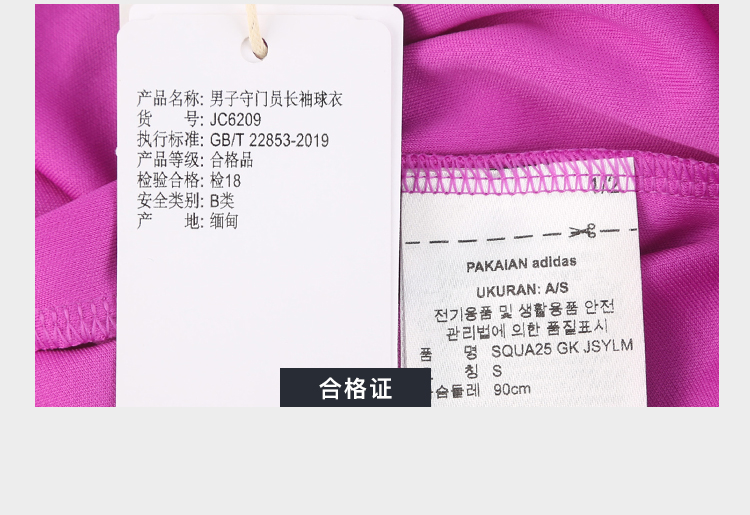 产品名称: 男子守门员长袖球衣
货 号: JC6209
执行标准: GB/T 22853-2019
产品等级: 合格品
检验合格: 检18
安全类别: B类
产 地: 缅甸
1/2
PAKAIAN adidas
UKURAN: A/S
전기용품 및 생활용품 안전
관리법에 의한 품질표시
품 명 SQUA25 GK JSYLM
칭 S
슴둘레 90cm
合格证